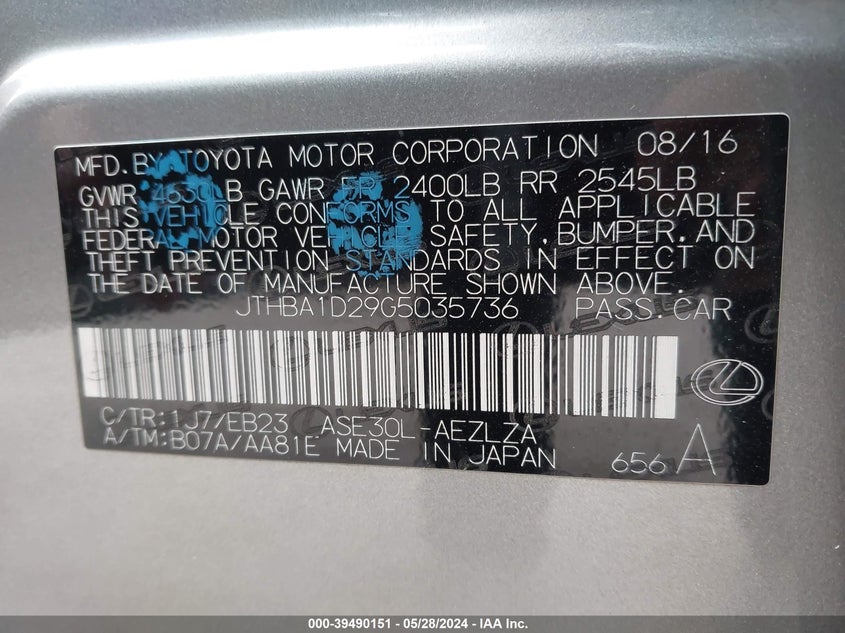 MFD.BY TOYOTA MOTOR CORPORATION 08/16
GVWR 4630LB GAWR FR 2400LB RR 2545LB
THIS VEHICLE CONFORMS TO ALL APPLICABLE
FEDERAL MOTOR VEHICLE SAFETY, BUMPER, AND
THEFT PREVENTION STANDARDS IN EFFECT ON
THE DATE OF MANUFACTURE SHOWN ABOVE.
JTHBA1D29G5035736 PASS.CAR
C/TR:1J7/EB23 ASE30L-AEZLZA
A/TM:B07A/AA81E MADE IN JAPAN 656 A
000-39490151 | 05/28/2024 - IAA Inc.